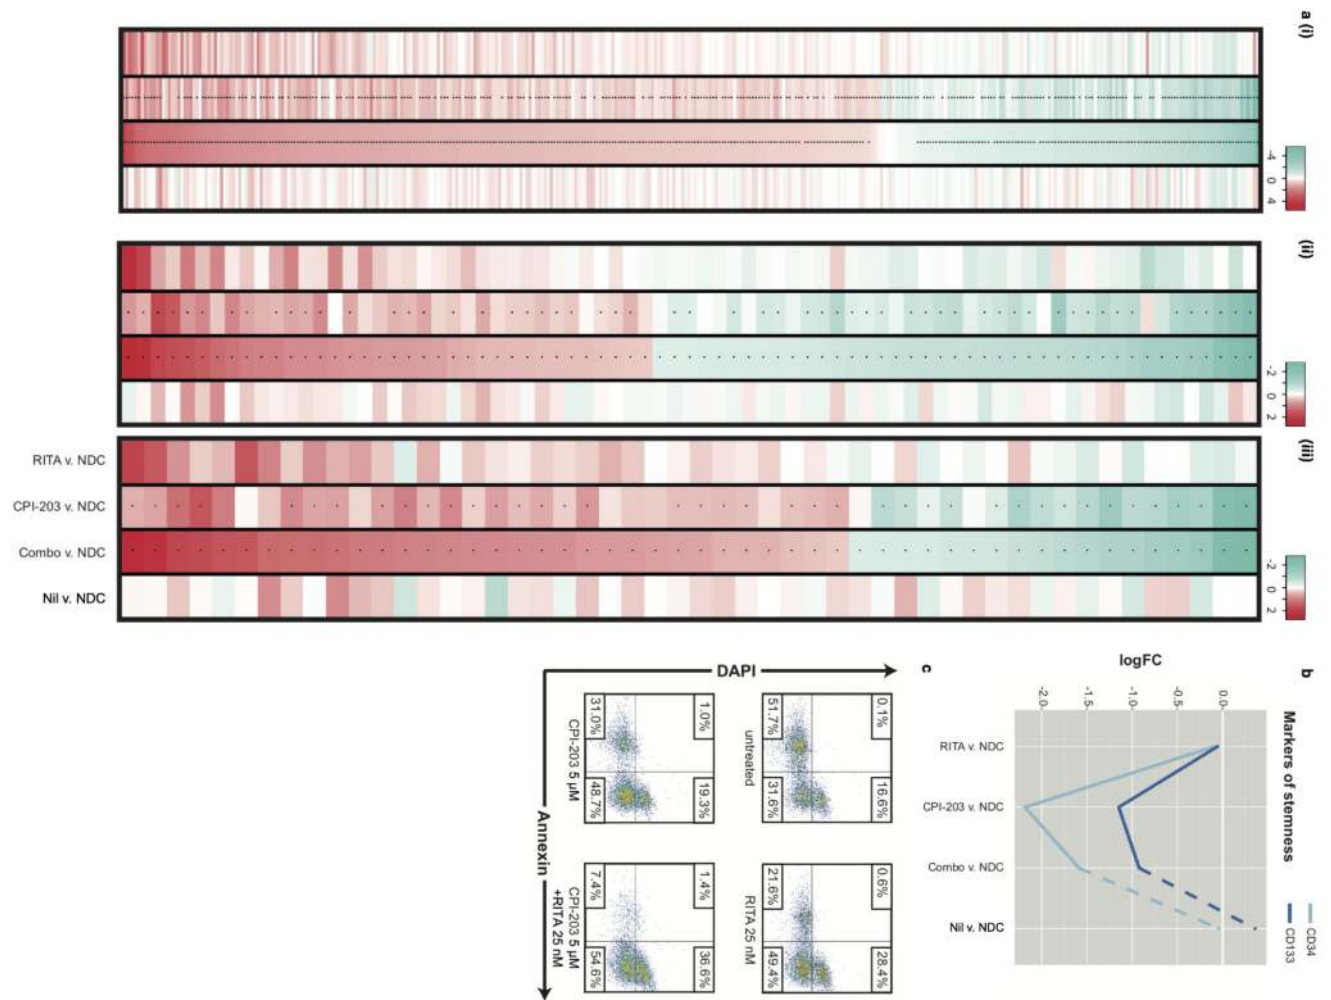 a (i)
-4 0 4
(ii)
-2 0 2
(iii)
-2 0 2
RITA v. NDC
CPI-203 v. NDC
Combo v. NDC
Nil v. NDC
b
Markers of stemness
CD34
CD133
logFC
0.0
-0.5
-1.0
-1.5
-2.0
RITA v. NDC
CPI-203 v. NDC
Combo v. NDC
Nil v. NDC
c
DAPI
Annexin
0.1%
16.6%
51.7%
31.6%
untreated
0.6%
28.4%
21.6%
49.4%
RITA 25 nM
1.0%
19.3%
31.0%
48.7%
CPI-203 5 µM
1.4%
36.6%
7.4%
54.6%
CPI-203 5 µM
+RITA 25 nM